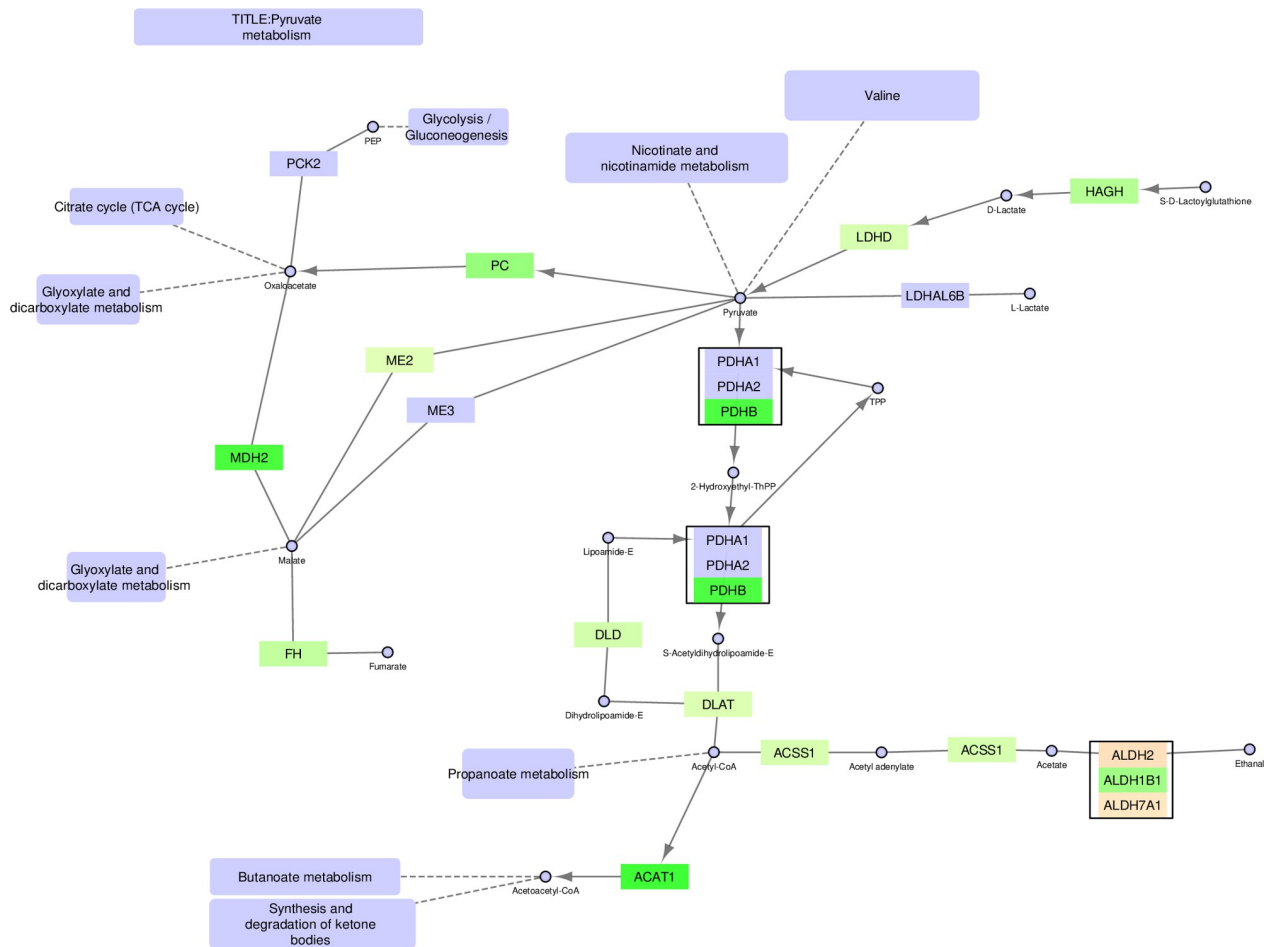 TITLE:Pyruvate
metabolism
Valine
Glycolysis /
Gluconeogenesis
PEP
PCK2
Nicotinate and
nicotinamide metabolism
HAGH
S-D-Lactoylglutathione
D-Lactate
Citrate cycle (TCA cycle)
LDHD
PC
Oxaloacetate
Glyoxylate and
dicarboxylate metabolism
LDHAL6B
L-Lactate
Pyruvate
ME2
PDHA1
PDHA2
PDHB
TPP
ME3
MDH2
2-Hydroxyethyl-ThPP
Lipoamide-E
PDHA1
PDHA2
PDHB
Malate
Glyoxylate and
dicarboxylate metabolism
DLD
FH
Fumarate
S-Acetyldihydrolipoamide-E
Dihydrolipoamide-E
DLAT
Propanoate metabolism
Acetyl-CoA
ACSS1
Acetyl adenylate
ACSS1
Acetate
ALDH2
ALDH1B1
ALDH7A1
Ethanal
Butanoate metabolism
Acetoacetyl-CoA
ACAT1
Synthesis and
degradation of ketone
bodies